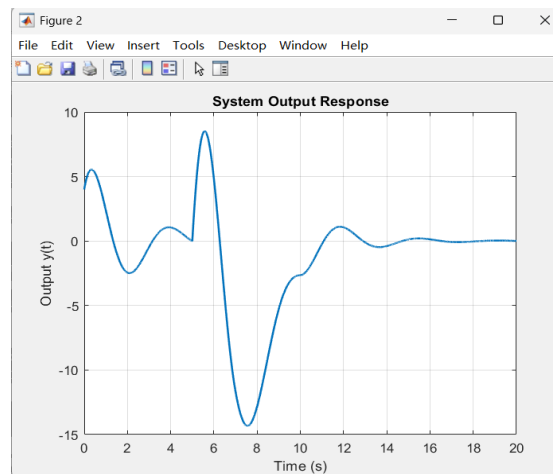 Figure 2
File Edit View Insert Tools Desktop Window Help
System Output Response
10
5
0
-5
-10
-15
Output y(t)
0 2 4 6 8 10 12 14 16 18 20
Time (s)